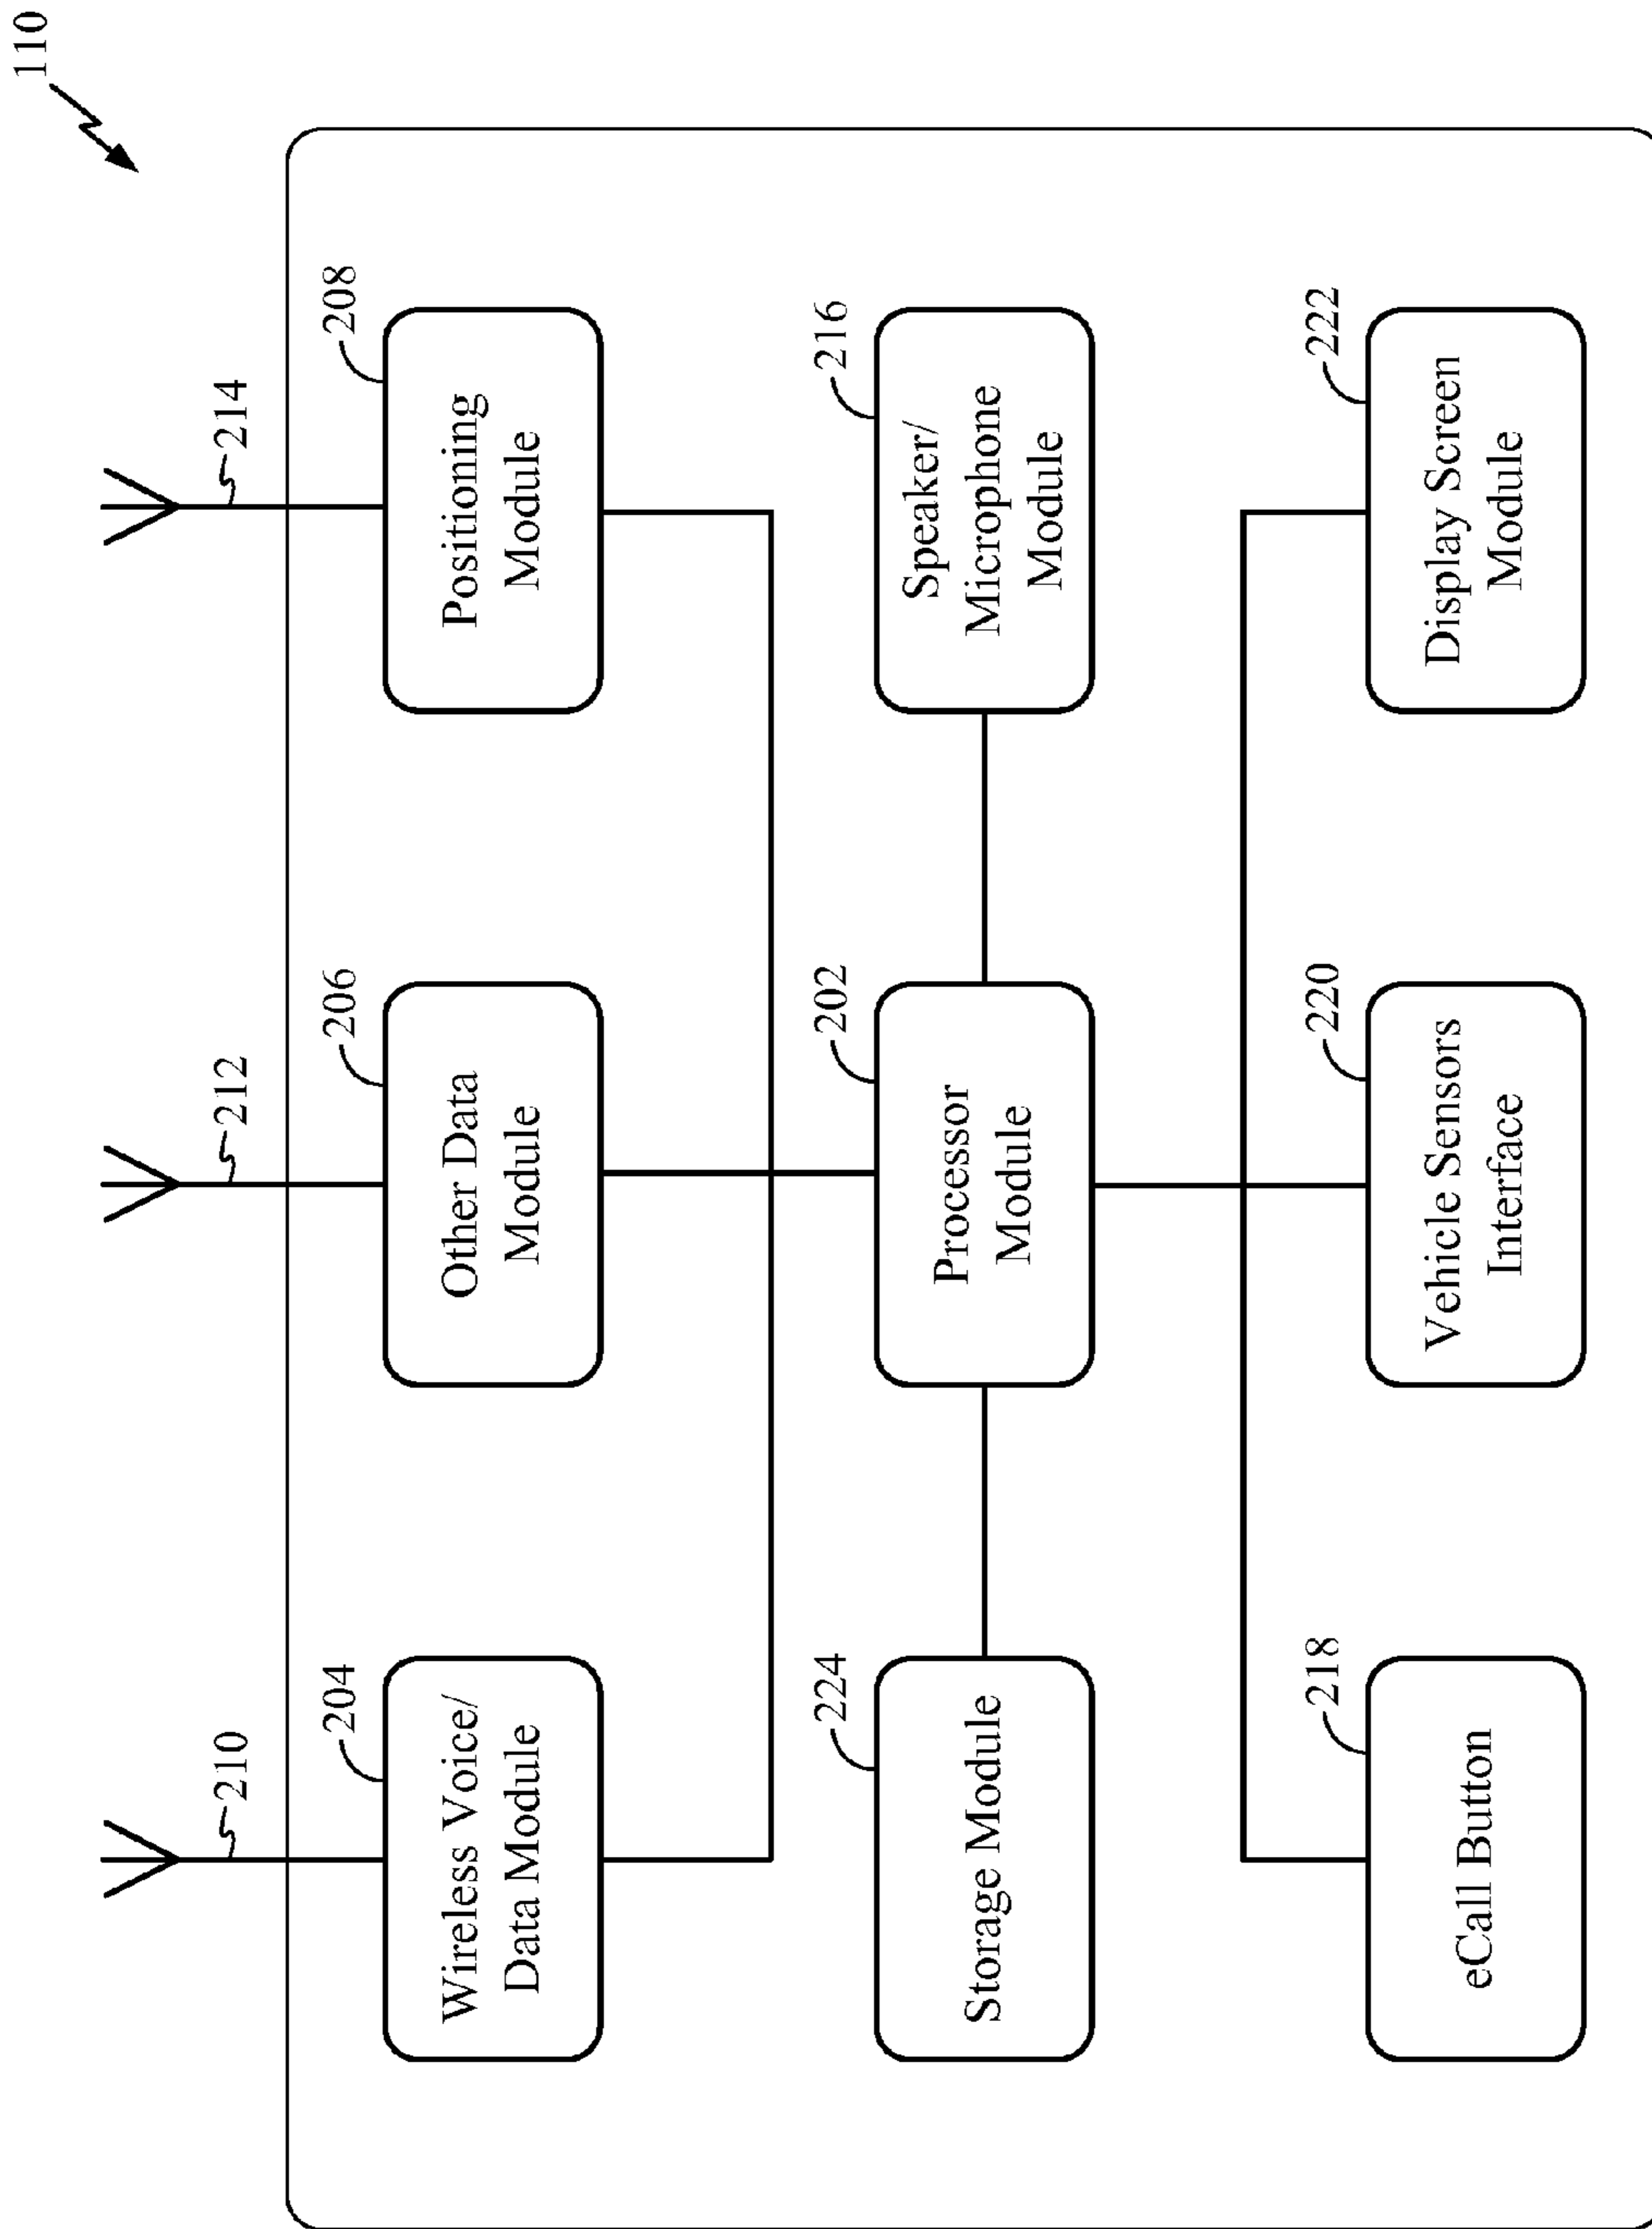 110
210
212
214
204
Wireless Voice/
Data Module
206
Other Data
Module
208
Positioning
Module
224
Storage Module
202
Processor
Module
216
Speaker/
Microphone
Module
218
eCall Button
220
Vehicle Sensors
Interface
222
Display Screen
Module